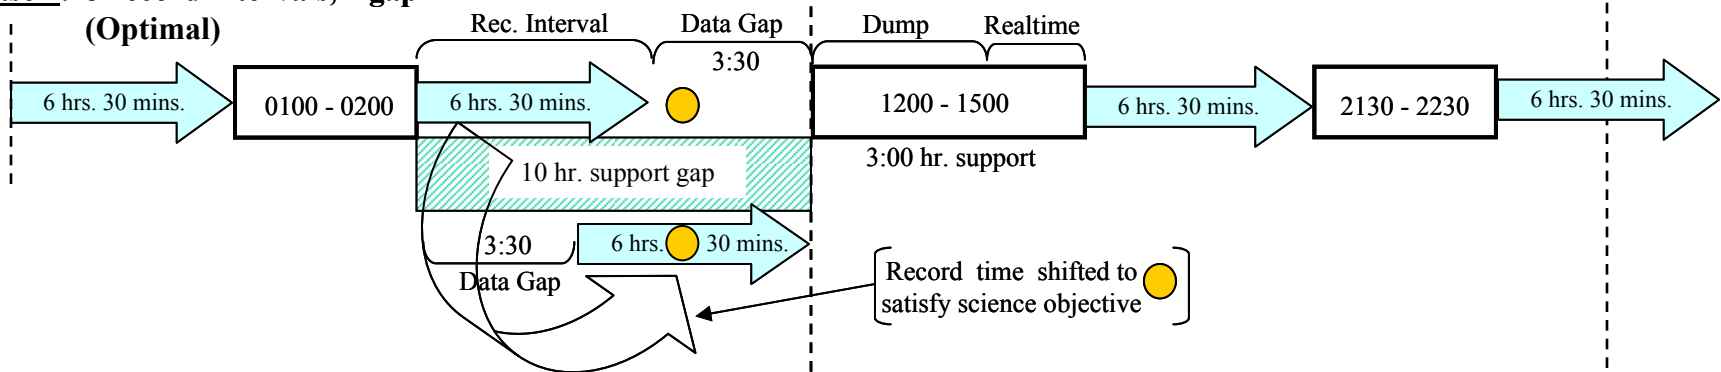 (Optimal)
Rec. Interval
Data Gap
Dump
Realtime
3:30
6 hrs. 30 mins.
0100 - 0200
6 hrs. 30 mins.
1200 - 1500
6 hrs. 30 mins.
2130 - 2230
6 hrs. 30 mins.
10 hr. support gap
3:00 hr. support
3:30
6 hrs. 30 mins.
Data Gap
Record time shifted to
satisfy science objective